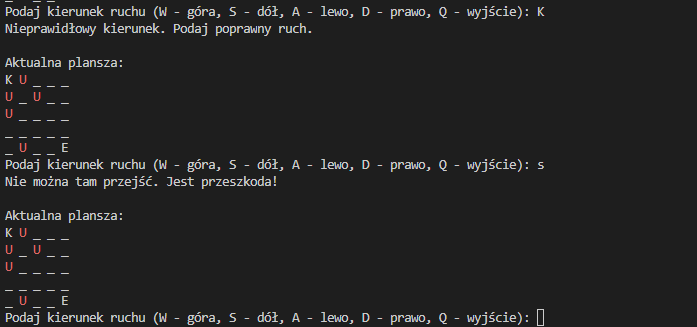 Podaj kierunek ruchu (W - góra, S - dół, A - lewo, D - prawo, Q - wyjście): K
Nieprawidłowy kierunek. Podaj poprawny ruch.

Aktualna plansza:
K U _ _ _
U _ U _ _
U _ _ _ _
_ _ _ _ _
_ U _ _ E
Podaj kierunek ruchu (W - góra, S - dół, A - lewo, D - prawo, Q - wyjście): s
Nie można tam przejść. Jest przeszkoda!

Aktualna plansza:
K U _ _ _
U _ U _ _
U _ _ _ _
_ _ _ _ _
_ U _ _ E
Podaj kierunek ruchu (W - góra, S - dół, A - lewo, D - prawo, Q - wyjście):